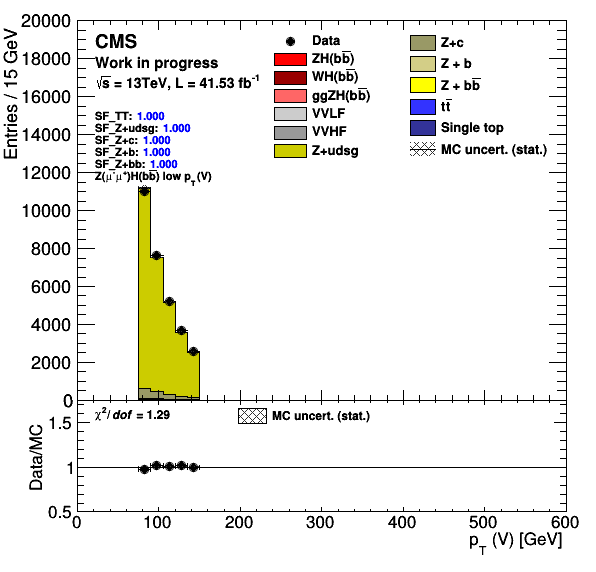 CMS
Work in progress
√s = 13TeV, L = 41.53 fb⁻¹
SF_TT: 1.000
SF_Z+udsg: 1.000
SF_Z+c: 1.000
SF_Z+b: 1.000
SF_Z+bb: 1.000
Z(μ⁻μ⁺)H(bb̅) low p_T(V)
Data
ZH(bb̅)
WH(bb̅)
ggZH(bb̅)
VVLF
VVHF
Z+udsg
Z+c
Z + b
Z + bb̅
tt̅
Single top
MC uncert. (stat.)
Entries / 15 GeV
20000
18000
16000
14000
12000
10000
8000
6000
4000
2000
0
χ²/dof = 1.29
MC uncert. (stat.)
Data/MC
1.5
1
0.5
0
100
200
300
400
500
600
p_T (V) [GeV]